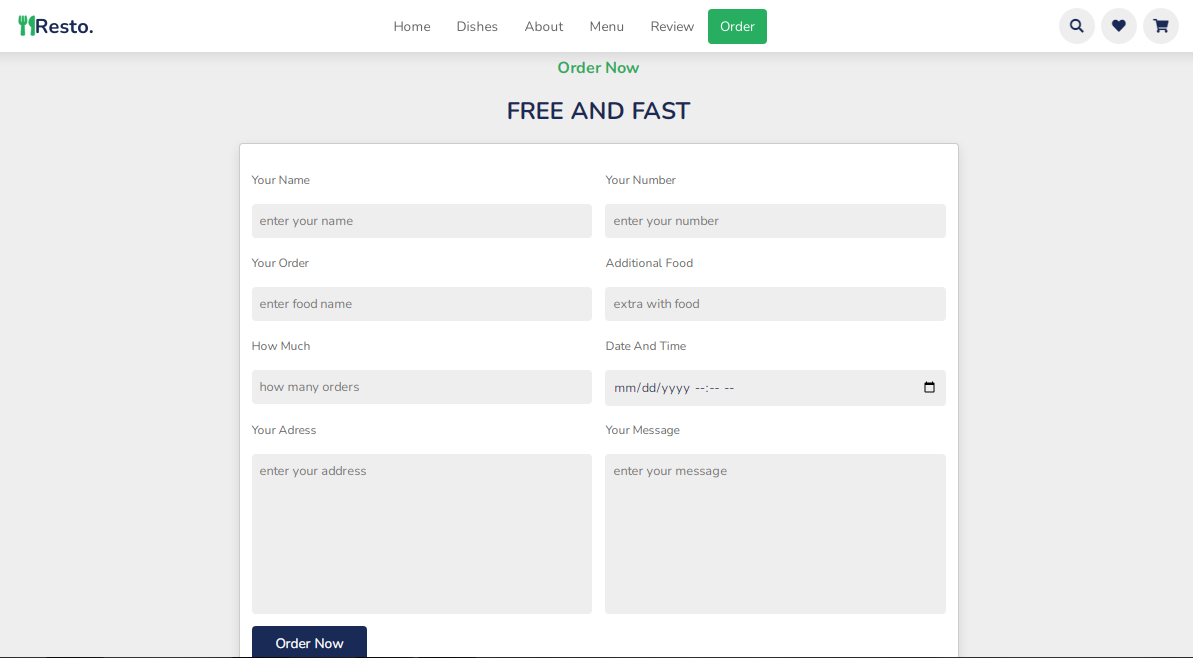 Resto.
Home Dishes About Menu Review Order
Order Now
FREE AND FAST
Your Name Your Number
enter your name enter your number
Your Order Additional Food
enter food name extra with food
How Much Date And Time
how many orders mm/dd/yyyy --:-- --
Your Adress Your Message
enter your address enter your message
Order Now